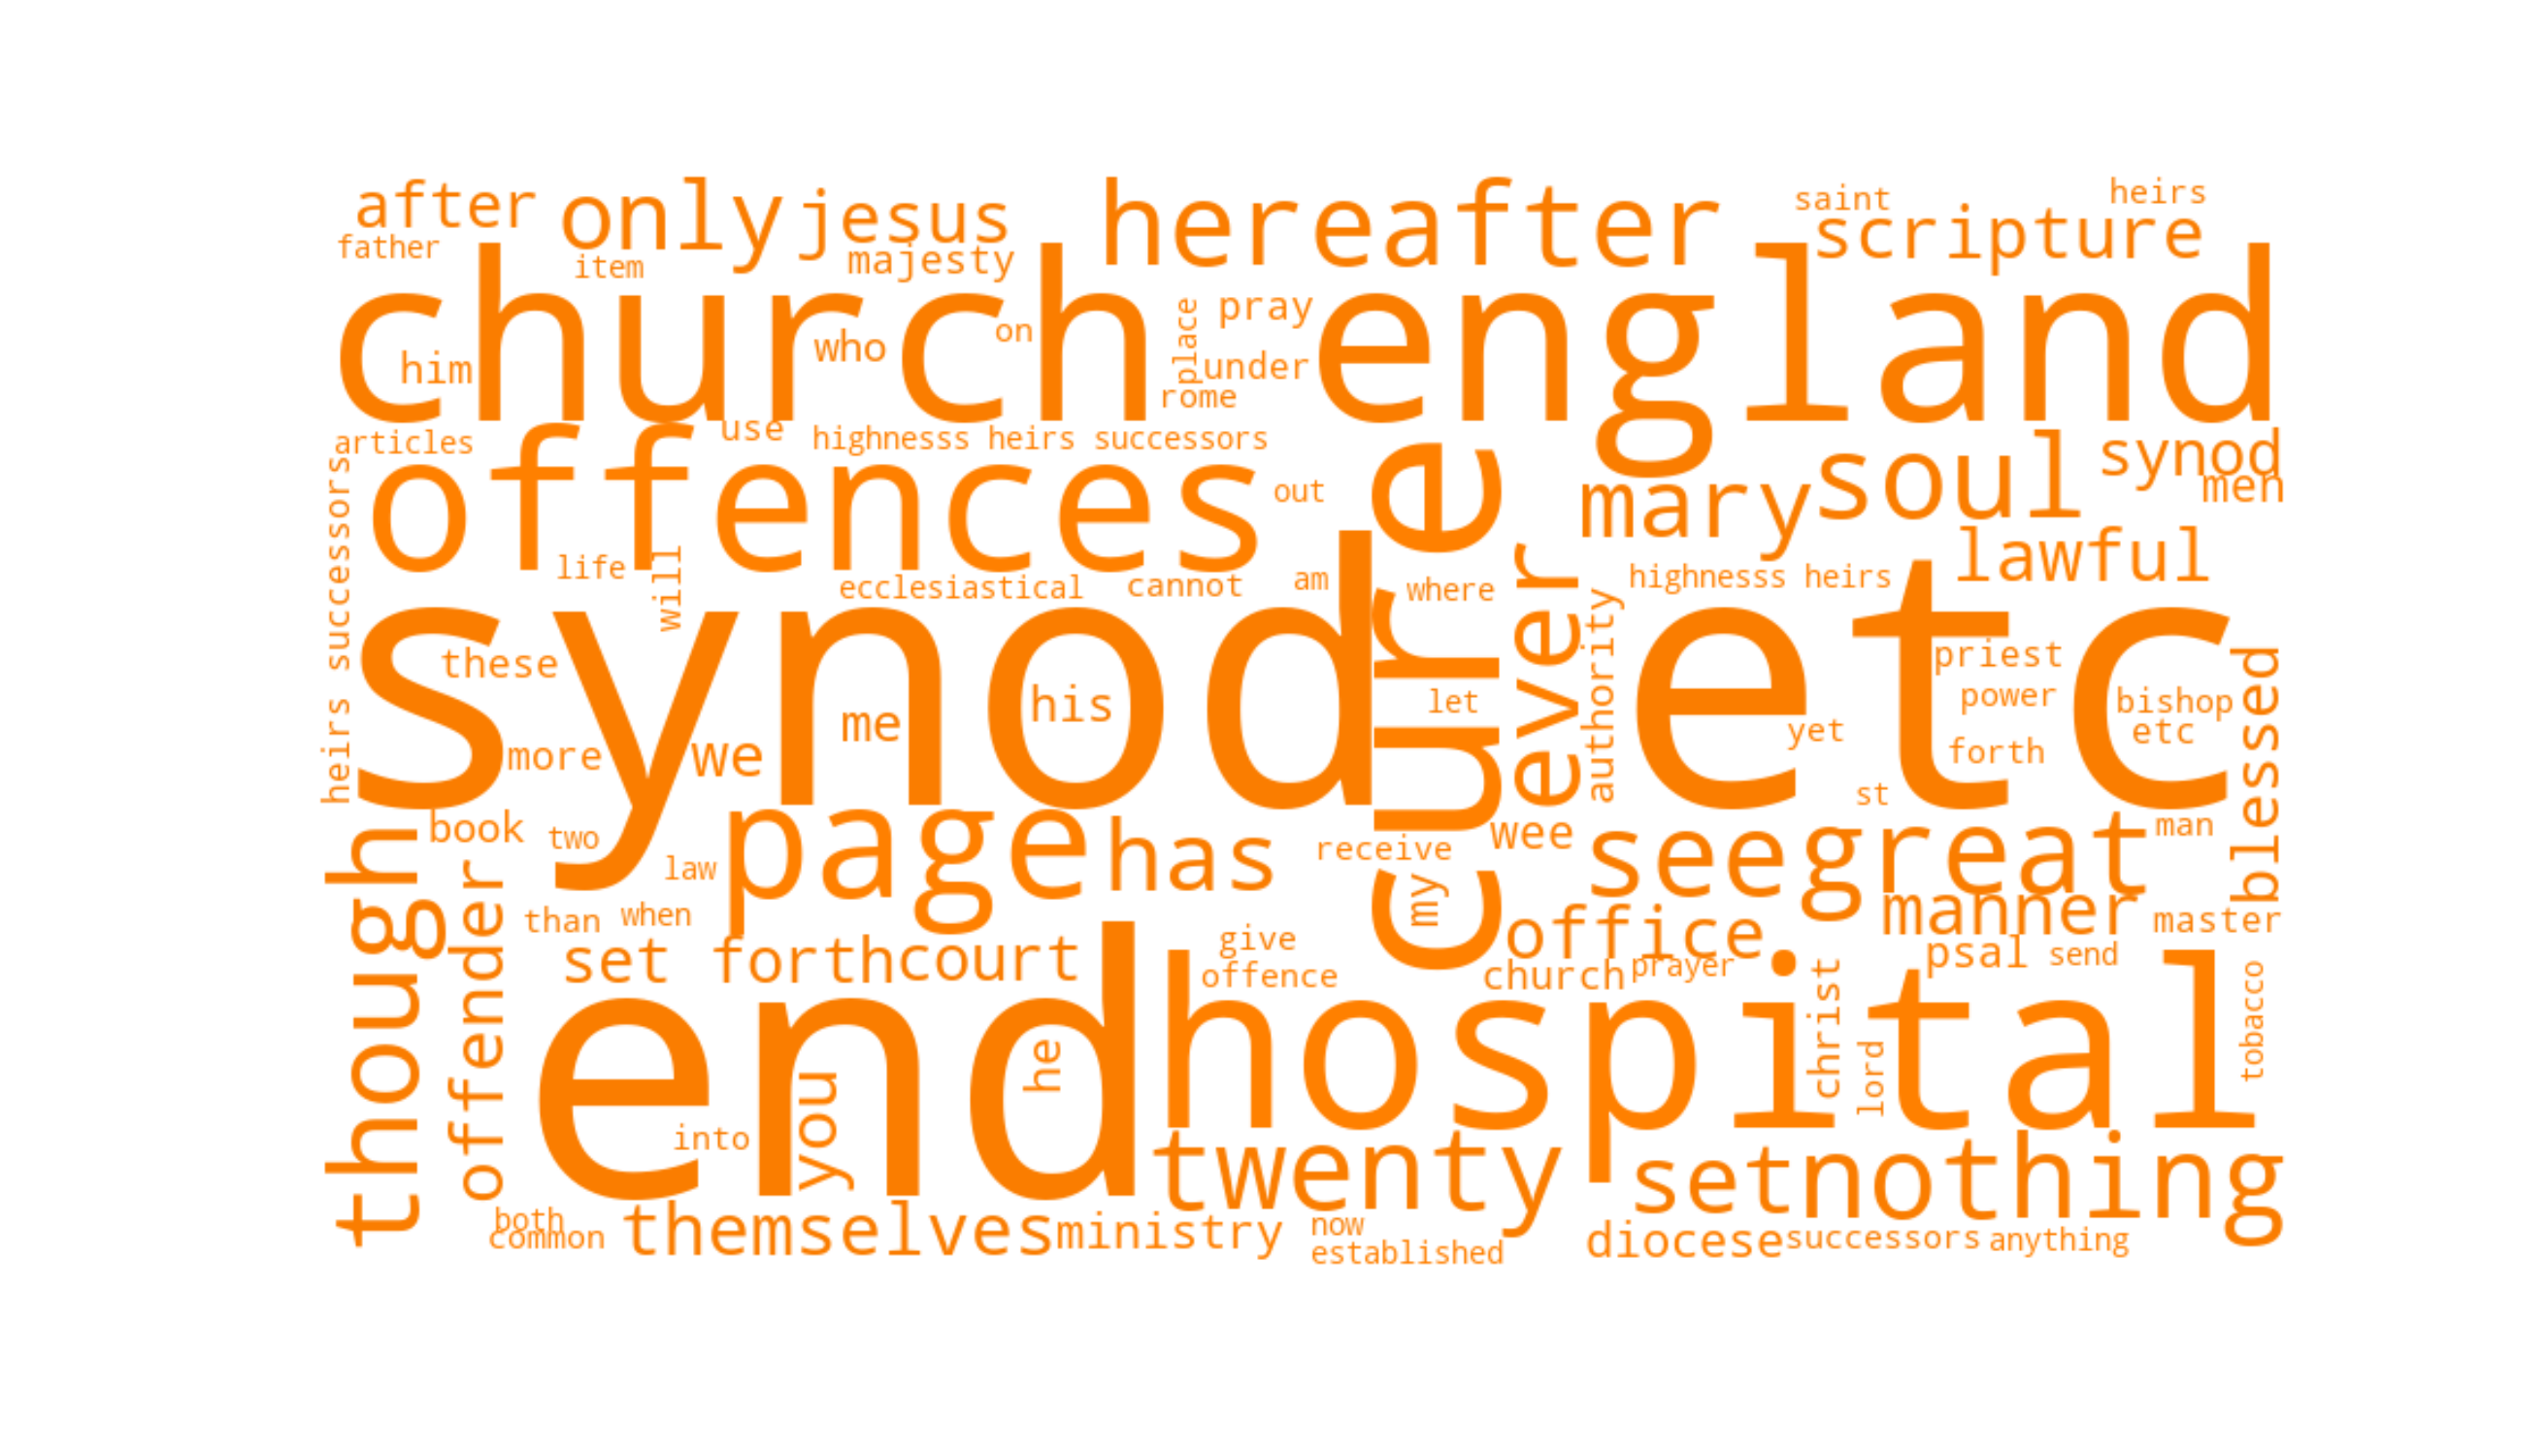 after only jesus hereafter saint heirs
father item majesty scripture
church england
him who on place pray under rome
articles use highnesss heirs successors
offences out cure mary soul synod men
heirs successors life will ecclesiastical cannot am where highnesss heirs lawful
synod etc
these his let ever authority priest power bishop etc blessed
more we me yet forth st
though book two law page has receive wee see great man
offender than when my office manner master
set forth court give offence church prayer psal send
end hospital
he christ lord tobacco
into you twenty set nothing
both common themselves ministry now established diocese successors anything